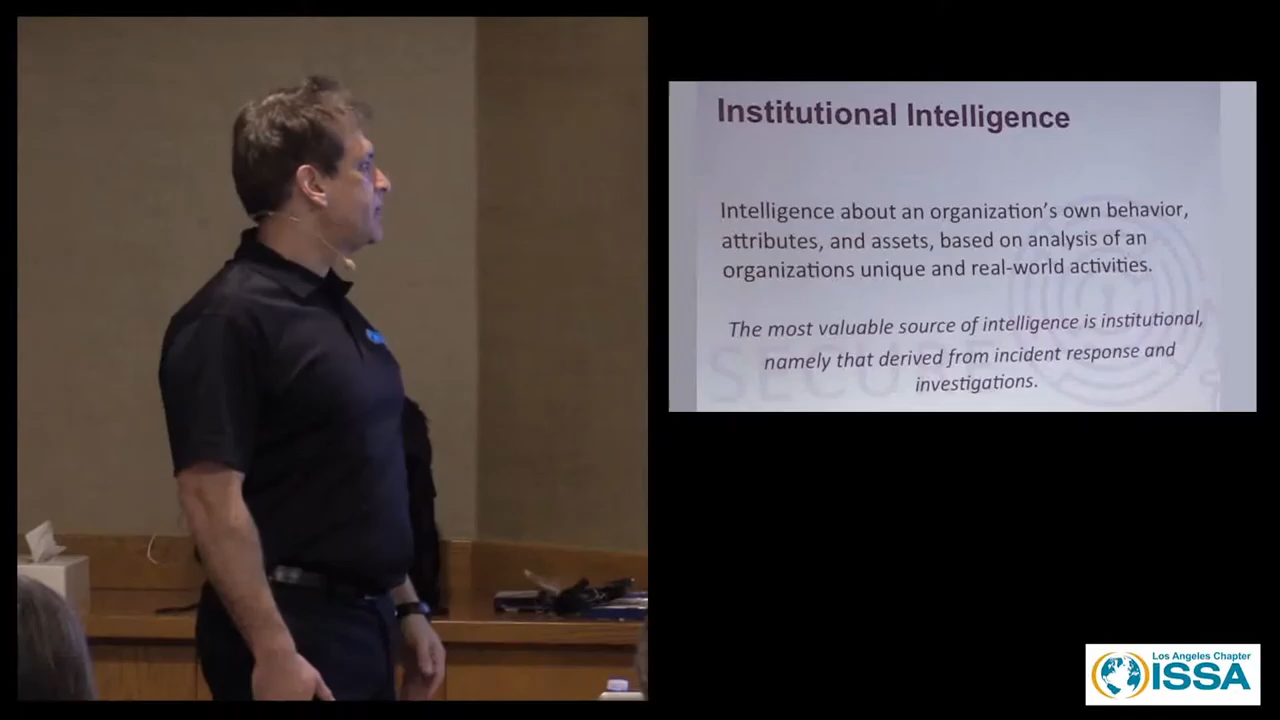 Institutional Intelligence
Intelligence about an organization's own behavior,
attributes, and assets, based on analysis of an
organizations unique and real-world activities.
The most valuable source of intelligence is institutional,
namely that derived from incident response and
investigations.
SECURE
Los Angeles Chapter
ISSA